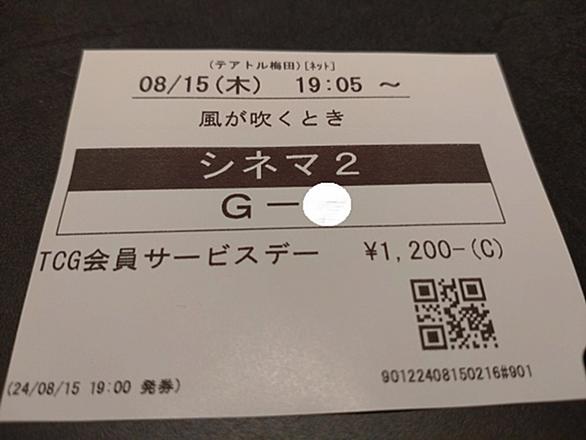 (テアトル梅田)[ﾈｯﾄ]
08/15(木) 19:05 ～
風が吹くとき
シネマ2
G－
TCG会員サービスデー ¥1,200-(C)
(24/08/15 19:00 発券)
90122408150216#901